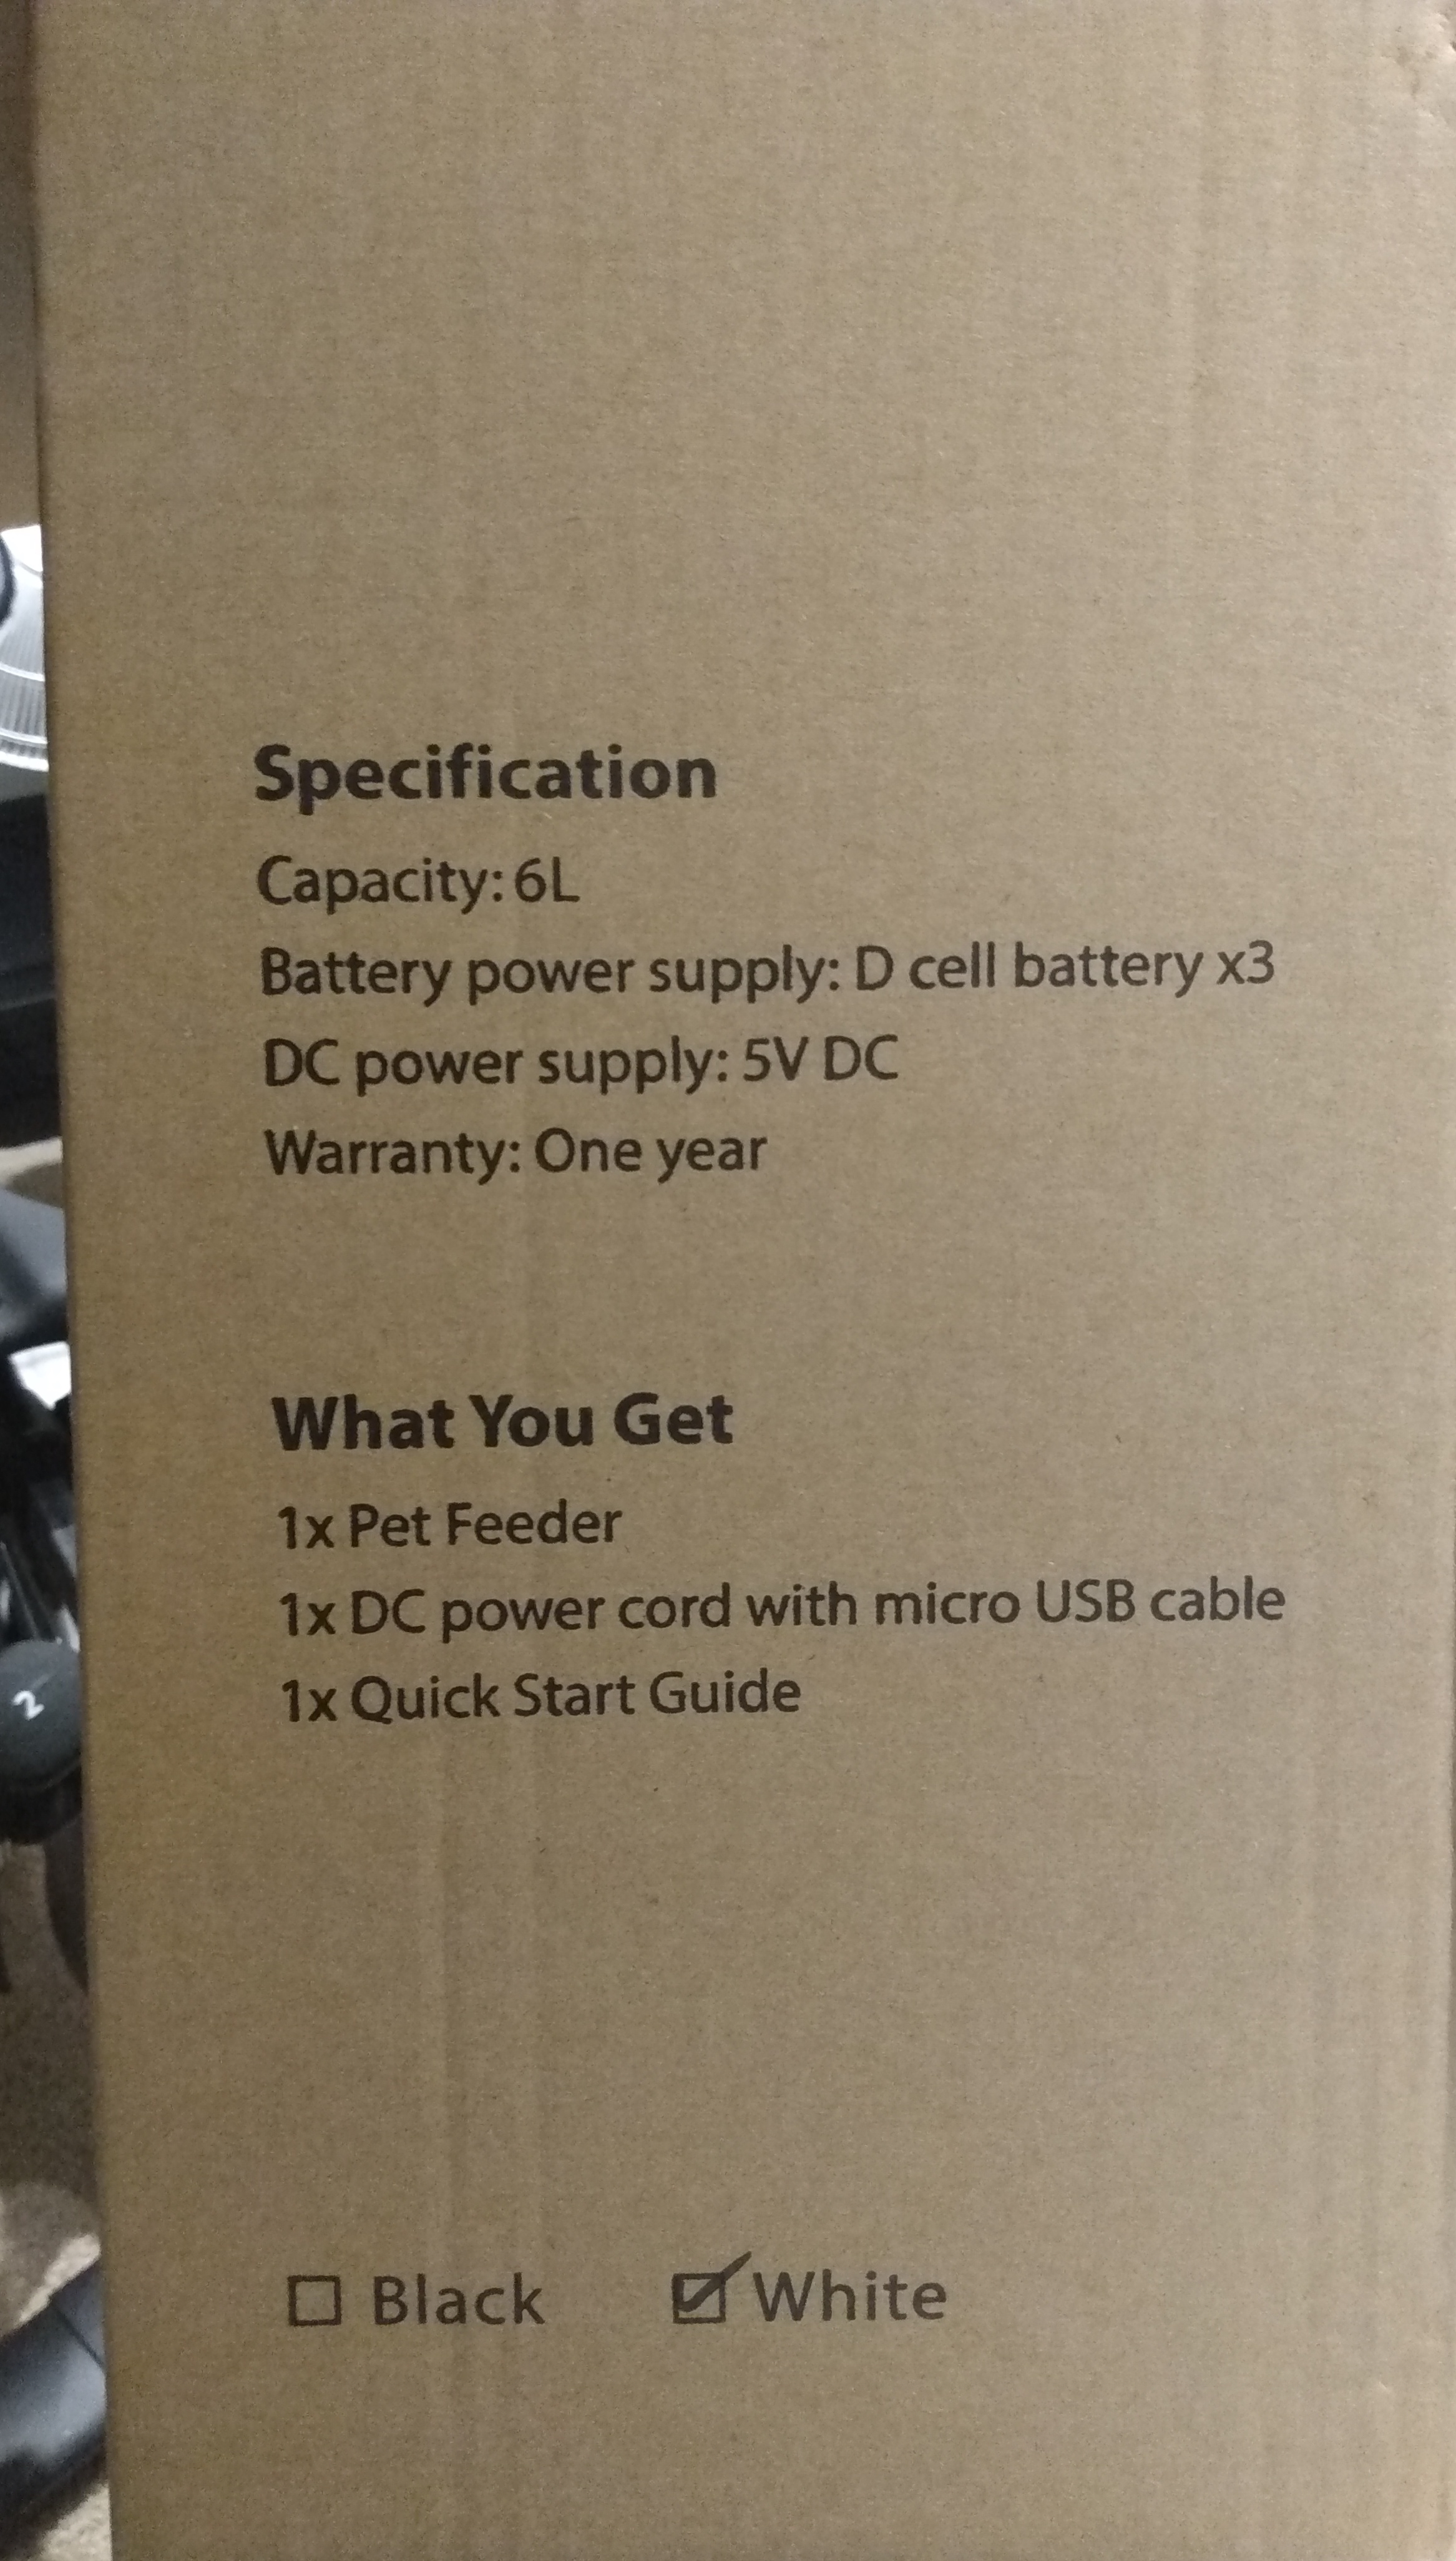 Specification
Capacity: 6L
Battery power supply: D cell battery x3
DC power supply: 5V DC
Warranty: One year
What You Get
1x Pet Feeder
1x DC power cord with micro USB cable
1x Quick Start Guide
2
☐ Black ☑ White